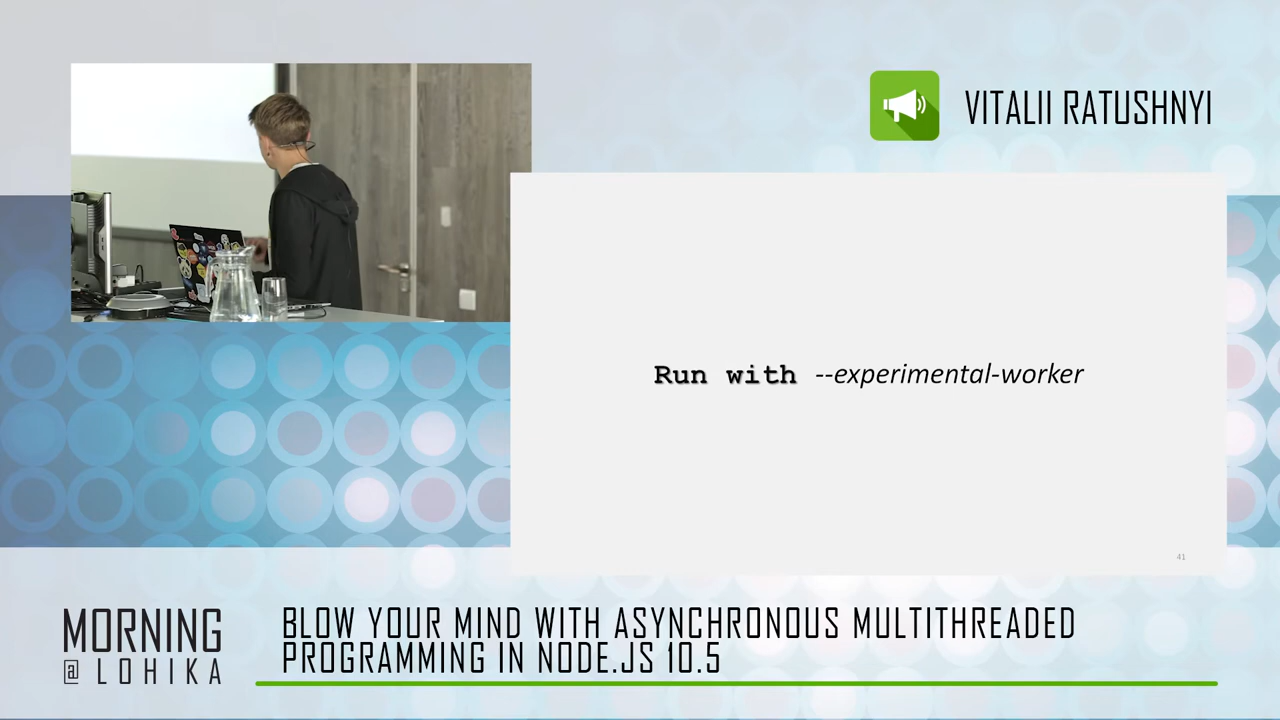 VITALII RATUSHNYI
Run with --experimental-worker
41
MORNING
@ LOHIKA
BLOW YOUR MIND WITH ASYNCHRONOUS MULTITHREADED
PROGRAMMING IN NODE.JS 10.5